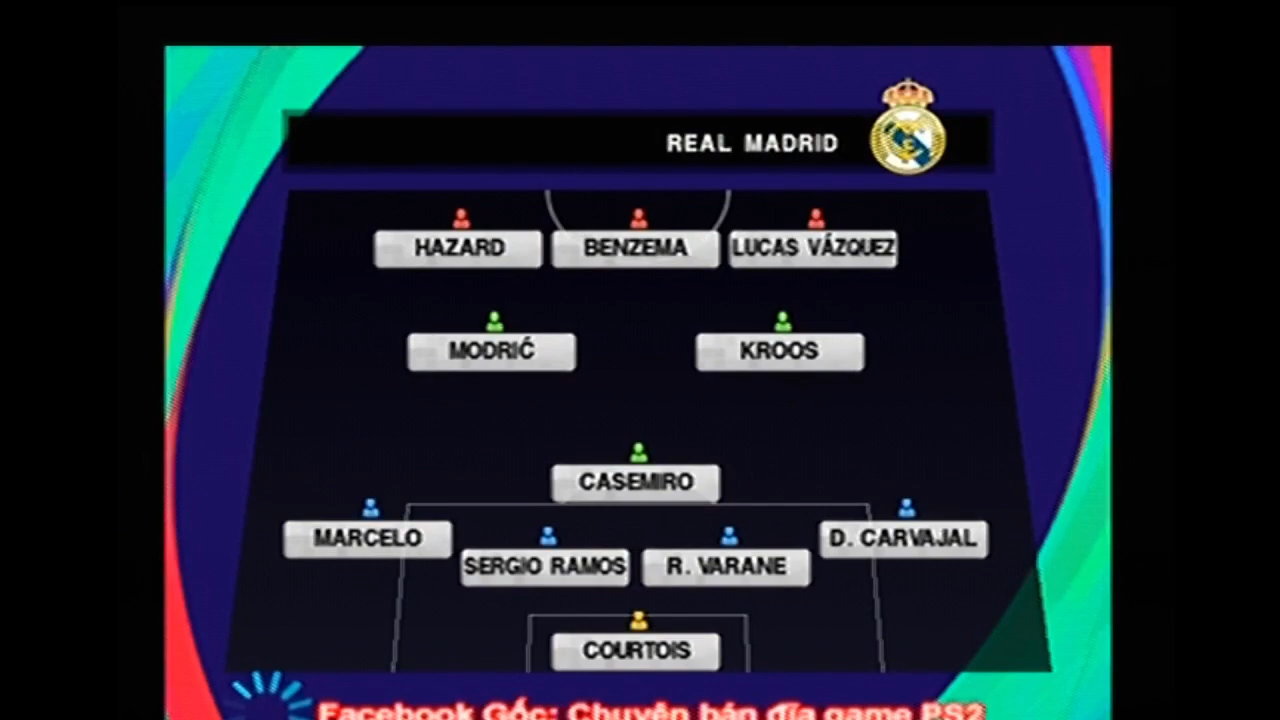 REAL MADRID
HAZARD BENZEMA LUCAS VÁZQUEZ
MODRIĆ KROOS
CASEMIRO
MARCELO D. CARVAJAL
SERGIO RAMOS R. VARANE
COURTOIS
Facebook Gốc: Chuyên bán đĩa game PS2